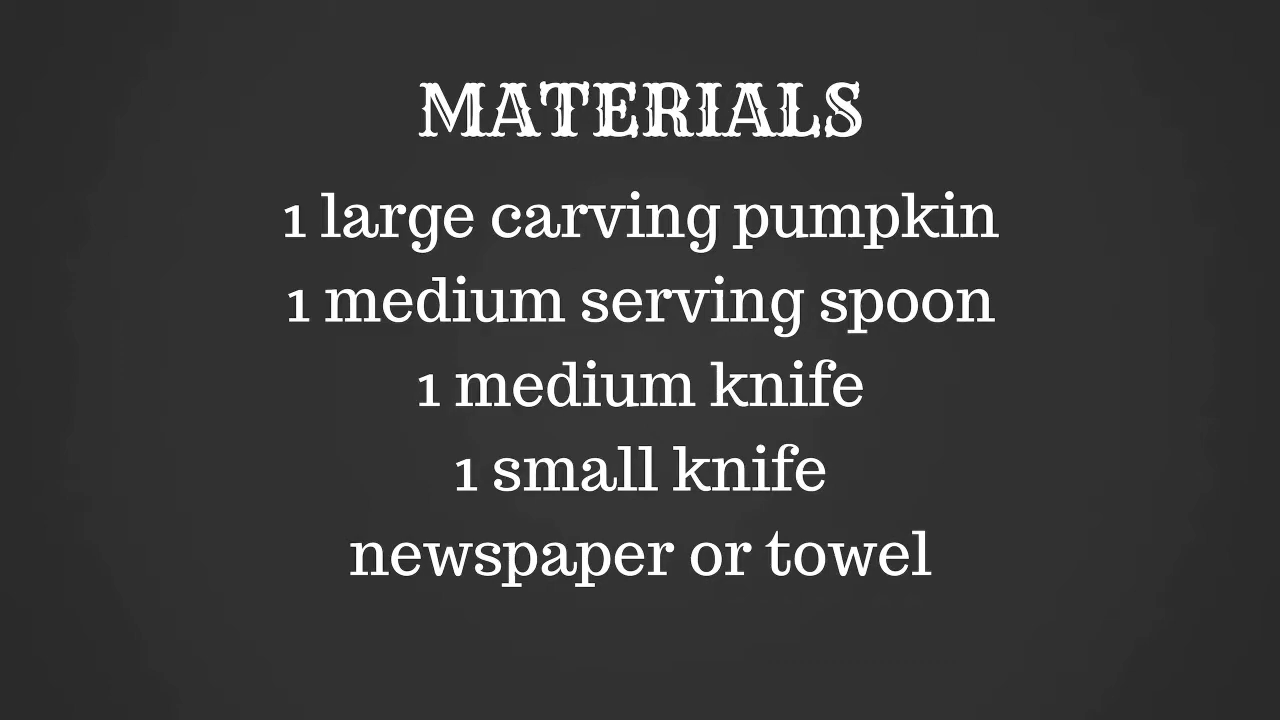 MATERIALS
1 large carving pumpkin
1 medium serving spoon
1 medium knife
1 small knife
newspaper or towel